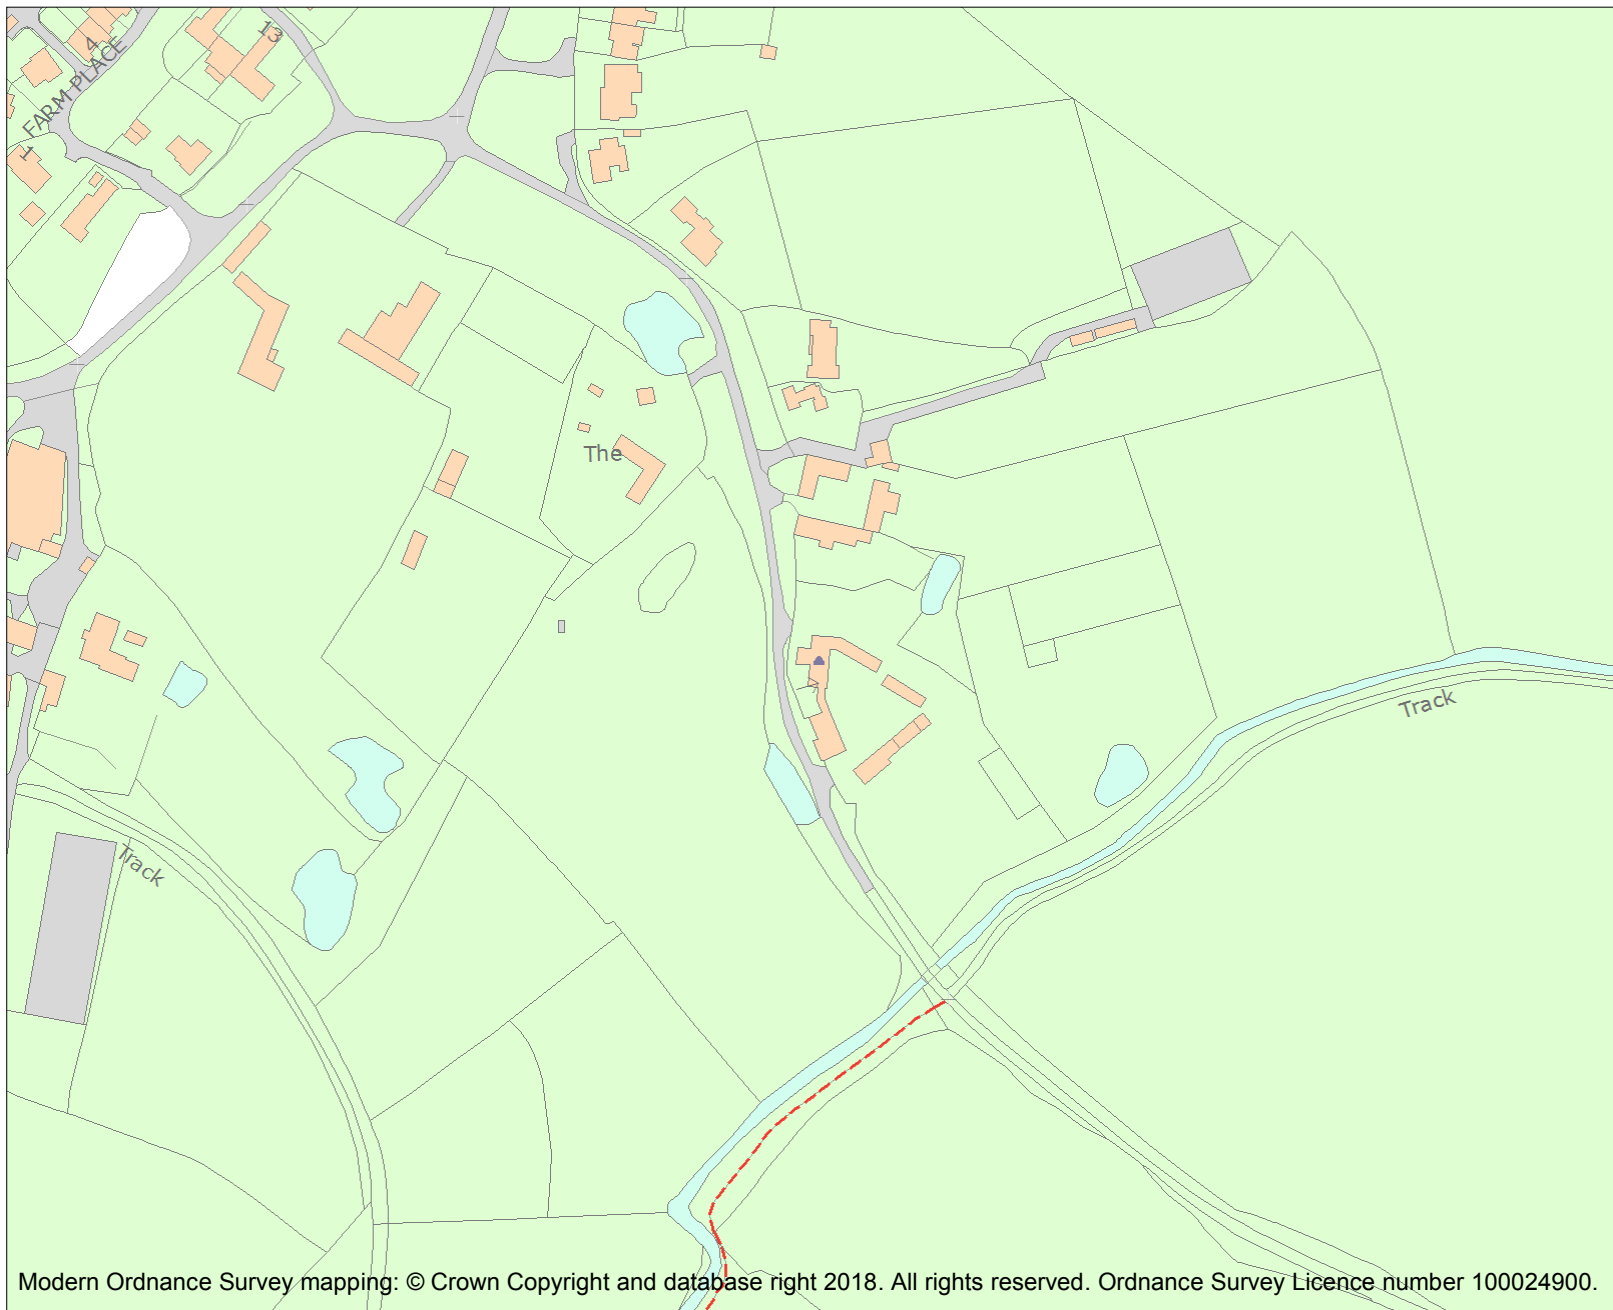 13
4
FARM PLACE
1
The
Track
Track
Modern Ordnance Survey mapping: © Crown Copyright and database right 2018. All rights reserved. Ordnance Survey Licence number 100024900.